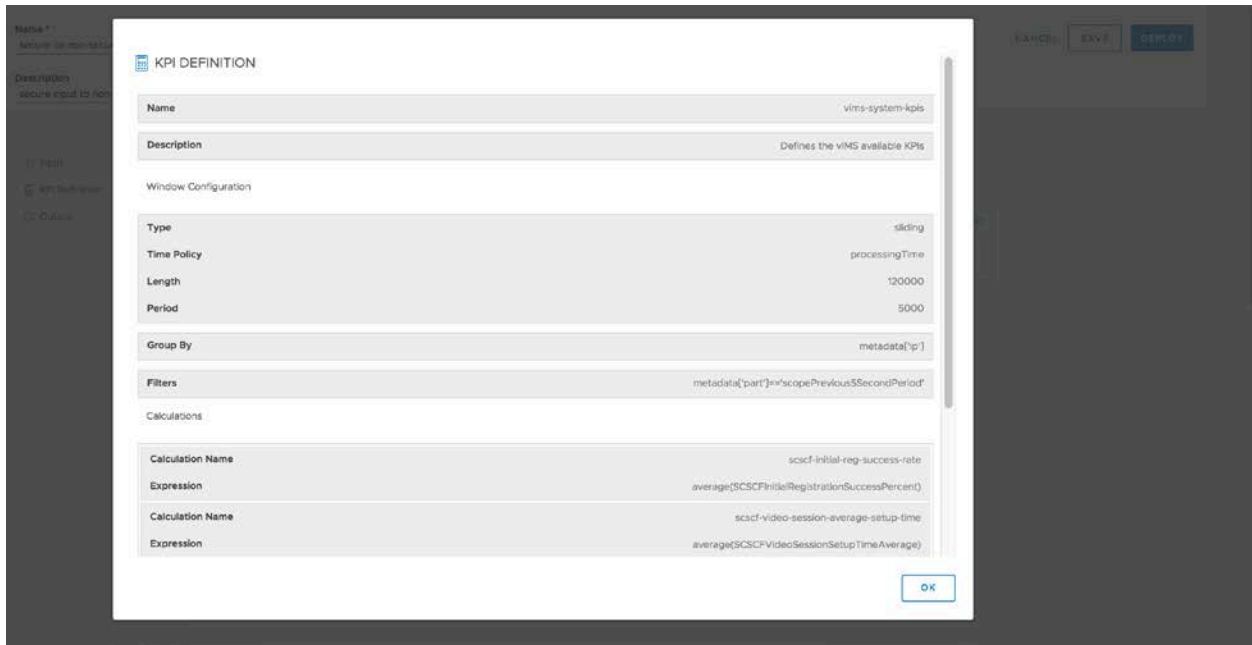 Name *
CANCEL SAVE DEPLOY
Description
KPI DEFINITION
Name vims-system-kpis
Description Defines the vIMS available KPIs
Window Configuration
Type sliding
Time Policy processingTime
Length 120000
Period 5000
Group By metadata['ip']
Filters metadata['part']=='scopePrevious5SecondPeriod'
Calculations
Calculation Name scscf-initial-reg-success-rate
Expression average(SCSCFInitialRegistrationSuccessPercent)
Calculation Name scscf-video-session-average-setup-time
Expression average(SCSCFVideoSessionSetupTimeAverage)
OK
KPI Definition
Output